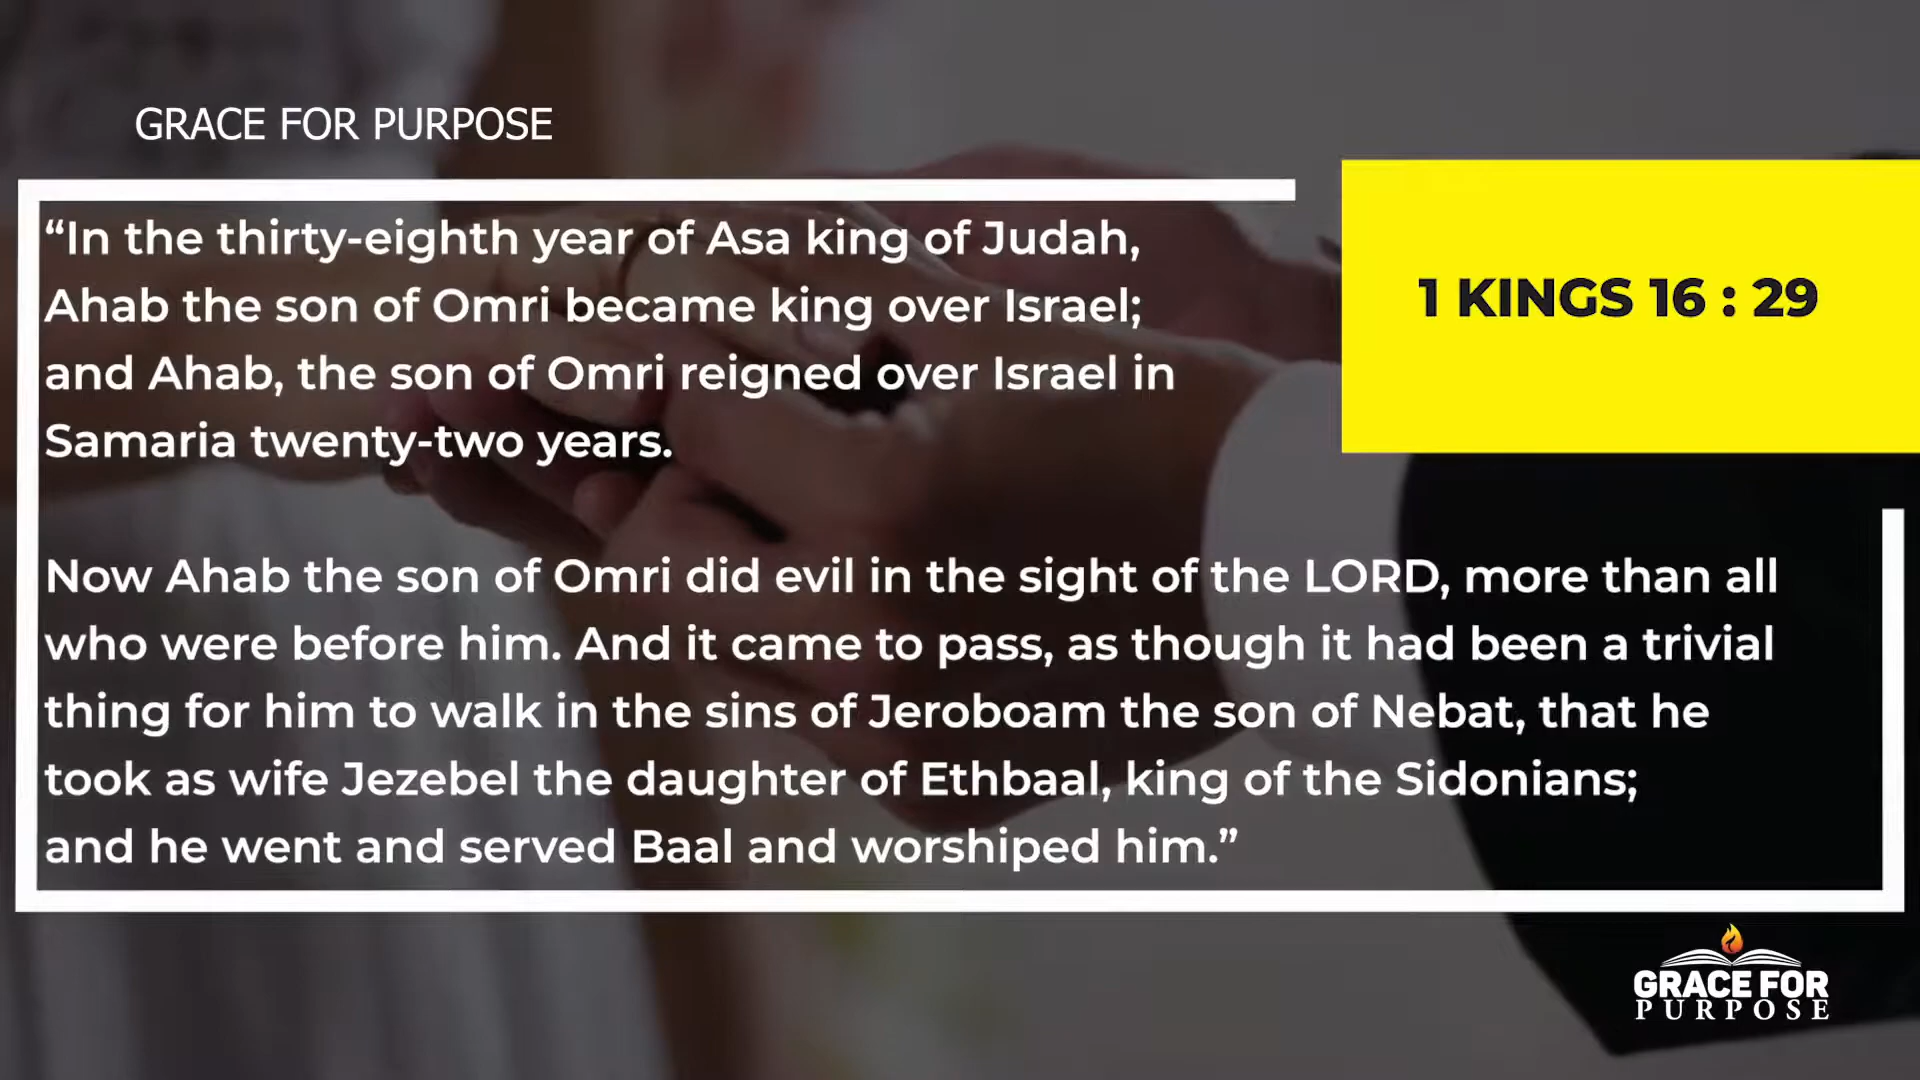 GRACE FOR PURPOSE
“In the thirty-eighth year of Asa king of Judah,
Ahab the son of Omri became king over Israel;
and Ahab, the son of Omri reigned over Israel in
Samaria twenty-two years.
1 KINGS 16 : 29
Now Ahab the son of Omri did evil in the sight of the LORD, more than all
who were before him. And it came to pass, as though it had been a trivial
thing for him to walk in the sins of Jeroboam the son of Nebat, that he
took as wife Jezebel the daughter of Ethbaal, king of the Sidonians;
and he went and served Baal and worshiped him.”
GRACE FOR
PURPOSE